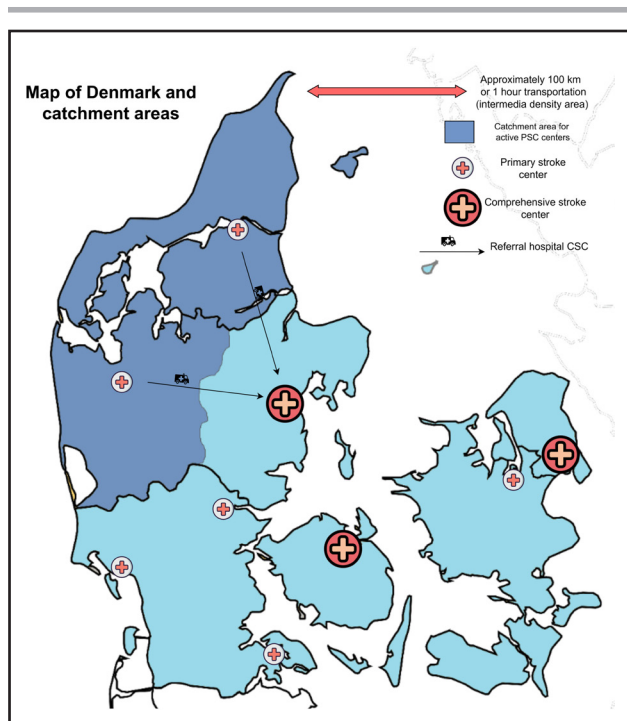 Map of Denmark and
catchment areas
Approximately 100 km
or 1 hour transportation
(intermedia density area)
Catchment area for
active PSC centers
Primary stroke
center
Comprehensive stroke
center
Referral hospital CSC